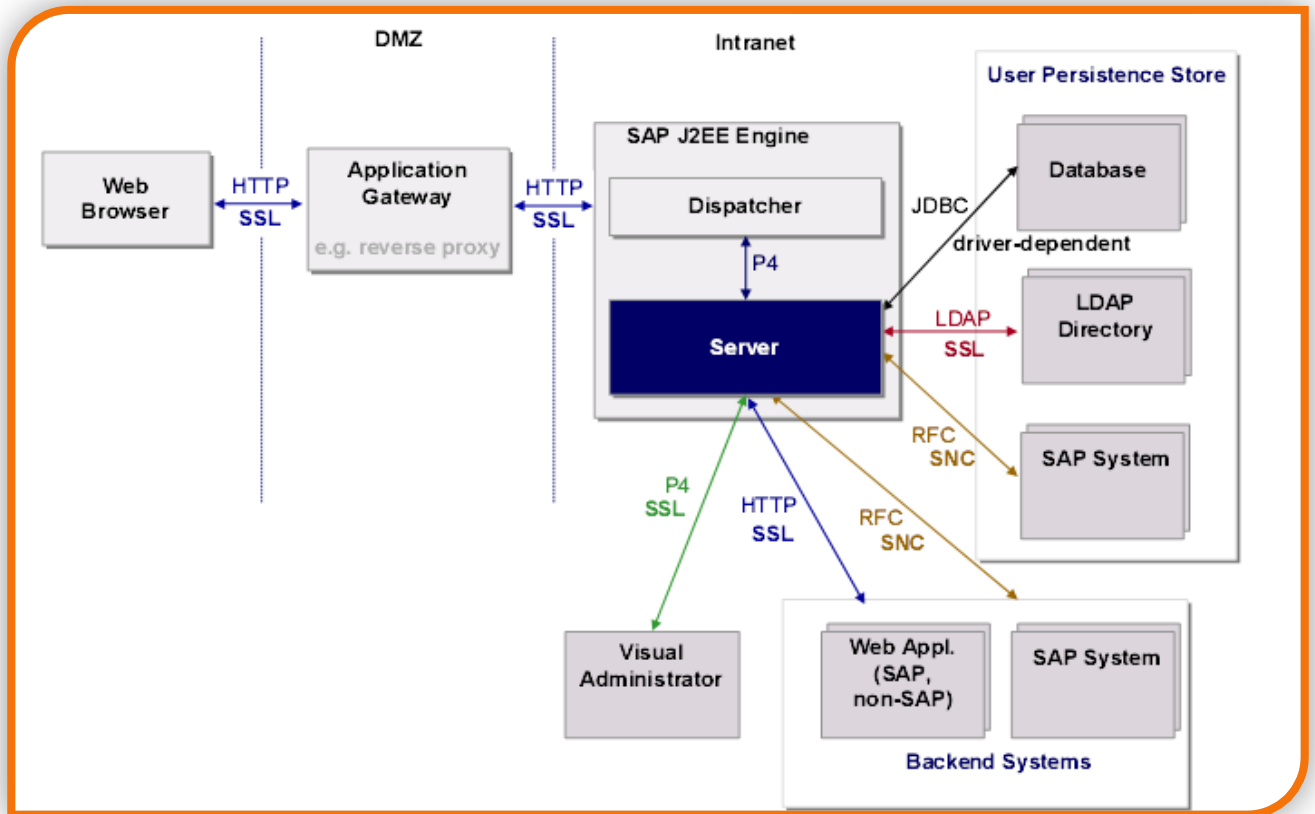 DMZ
Intranet
User Persistence Store
SAP J2EE Engine
Web
Browser
HTTP
SSL
Application
Gateway
e.g. reverse proxy
HTTP
SSL
Dispatcher
P4
Server
JDBC
driver-dependent
Database
LDAP
SSL
LDAP
Directory
RFC
SNC
SAP System
P4
SSL
HTTP
SSL
RFC
SNC
Visual
Administrator
Web Appl.
(SAP,
non-SAP)
SAP System
Backend Systems